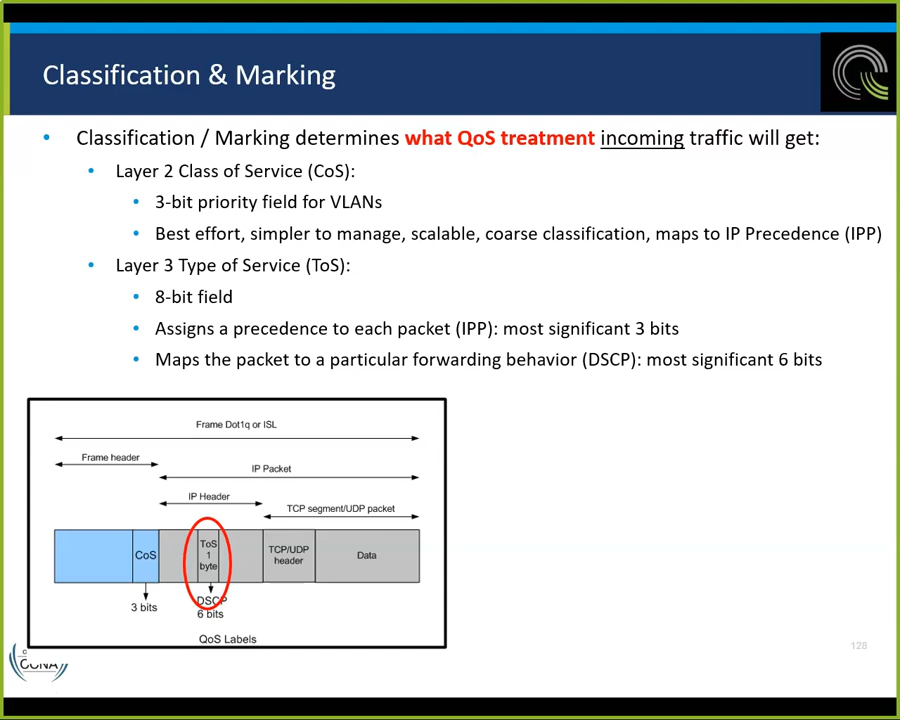 Classification & Marking
Classification / Marking determines what QoS treatment incoming traffic will get:
Layer 2 Class of Service (CoS):
3-bit priority field for VLANs
Best effort, simpler to manage, scalable, coarse classification, maps to IP Precedence (IPP)
Layer 3 Type of Service (ToS):
8-bit field
Assigns a precedence to each packet (IPP): most significant 3 bits
Maps the packet to a particular forwarding behavior (DSCP): most significant 6 bits
Frame Dot1q or ISL
Frame header
IP Packet
IP Header
TCP segment/UDP packet
CoS
ToS
1
byte
TCP/UDP
header
Data
3 bits
DSCP
6 bits
QoS Labels
128
CCNA